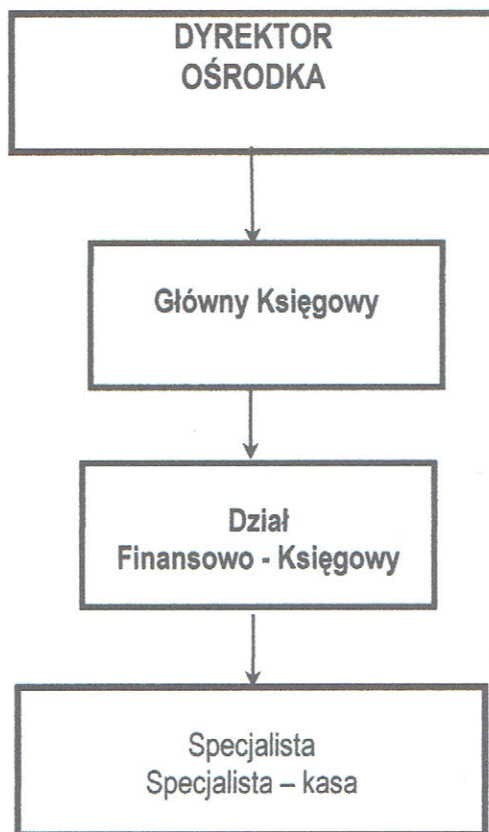 DYREKTOR
OŚRODKA
Główny Księgowy
Dział
Finansowo - Księgowy
Specjalista
Specjalista – kasa